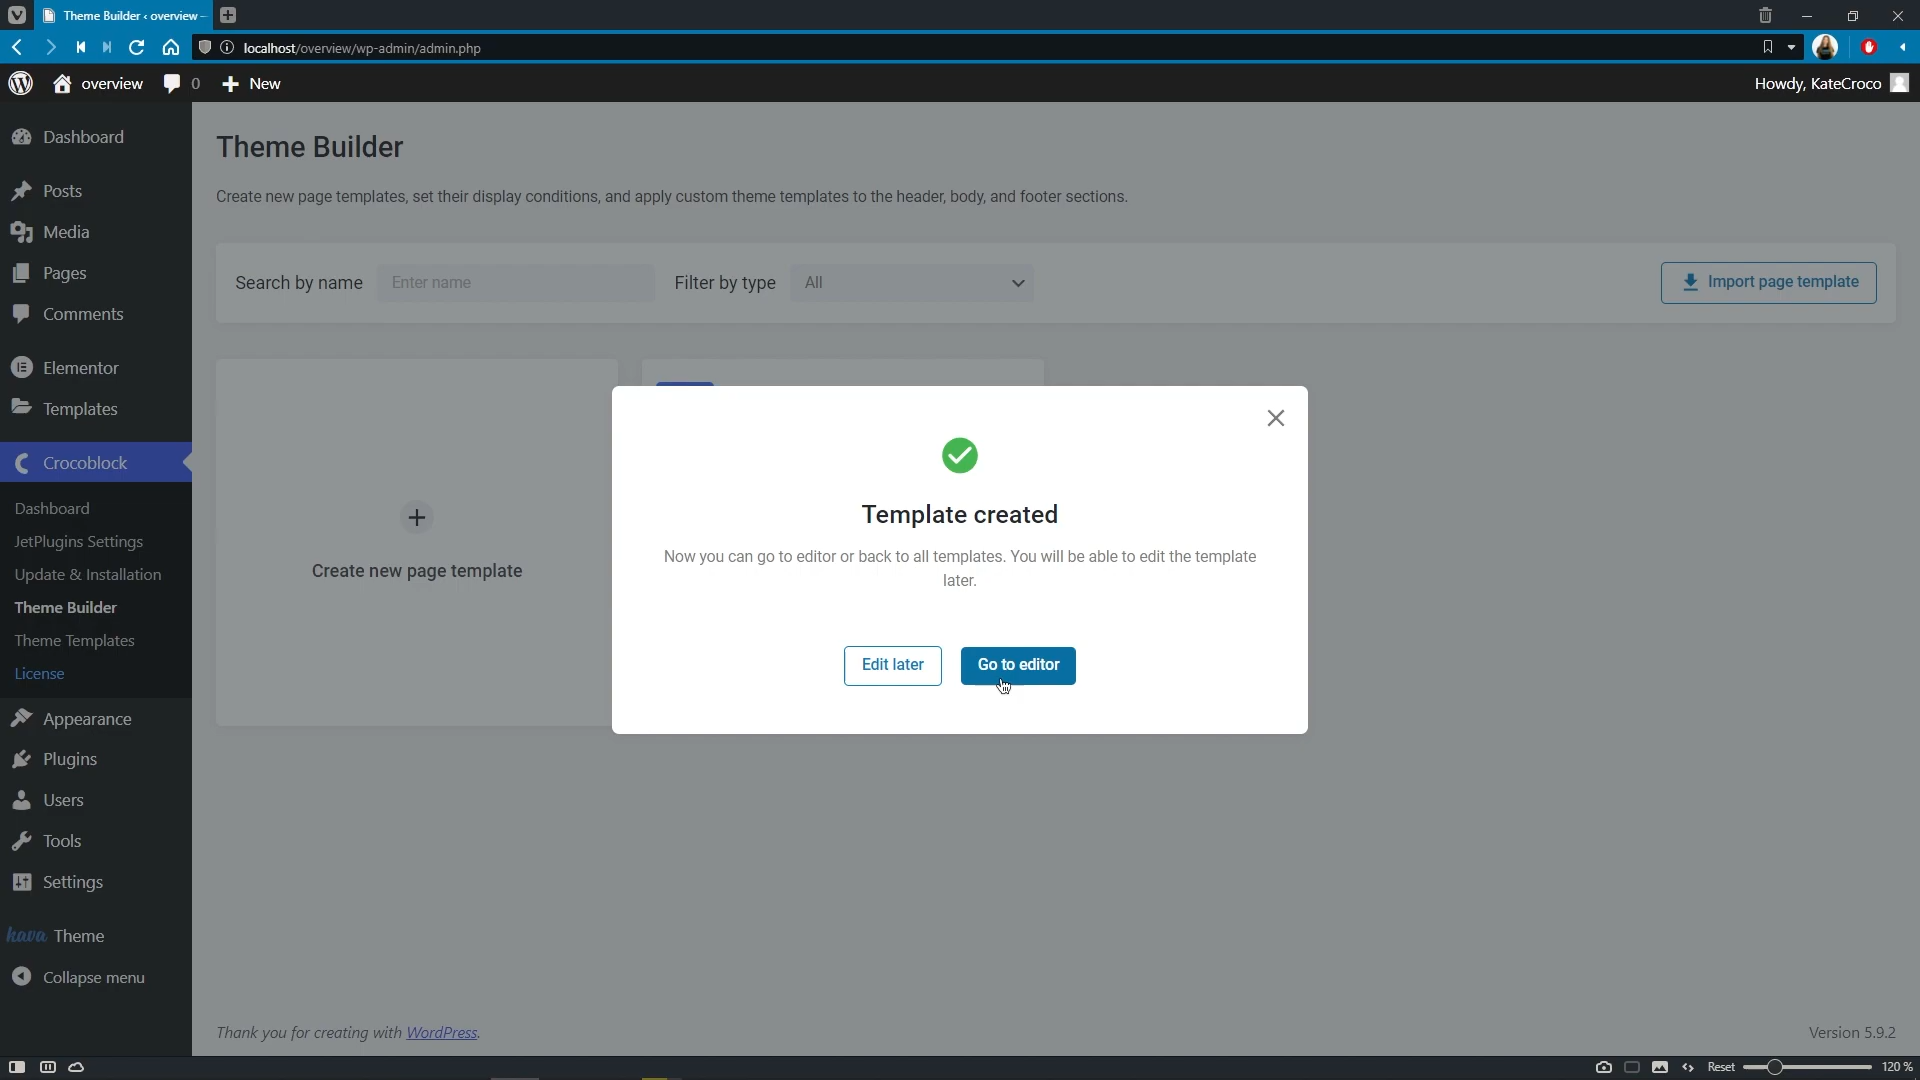 Theme Builder ‹ overview –
localhost/overview/wp-admin/admin.php
overview
0
New
Howdy, KateCroco
Dashboard
Posts
Media
Pages
Comments
Elementor
Templates
Crocoblock
Dashboard
JetPlugins Settings
Update & Installation
Theme Builder
Theme Templates
License
Appearance
Plugins
Users
Tools
Settings
kava Theme
Collapse menu
Theme Builder
Create new page templates, set their display conditions, and apply custom theme templates to the header, body, and footer sections.
Search by name
Enter name
Filter by type
All
Import page template
Create new page template
Template created
Now you can go to editor or back to all templates. You will be able to edit the template
later.
Edit later
Go to editor
Thank you for creating with WordPress.
Version 5.9.2
Reset
120 %